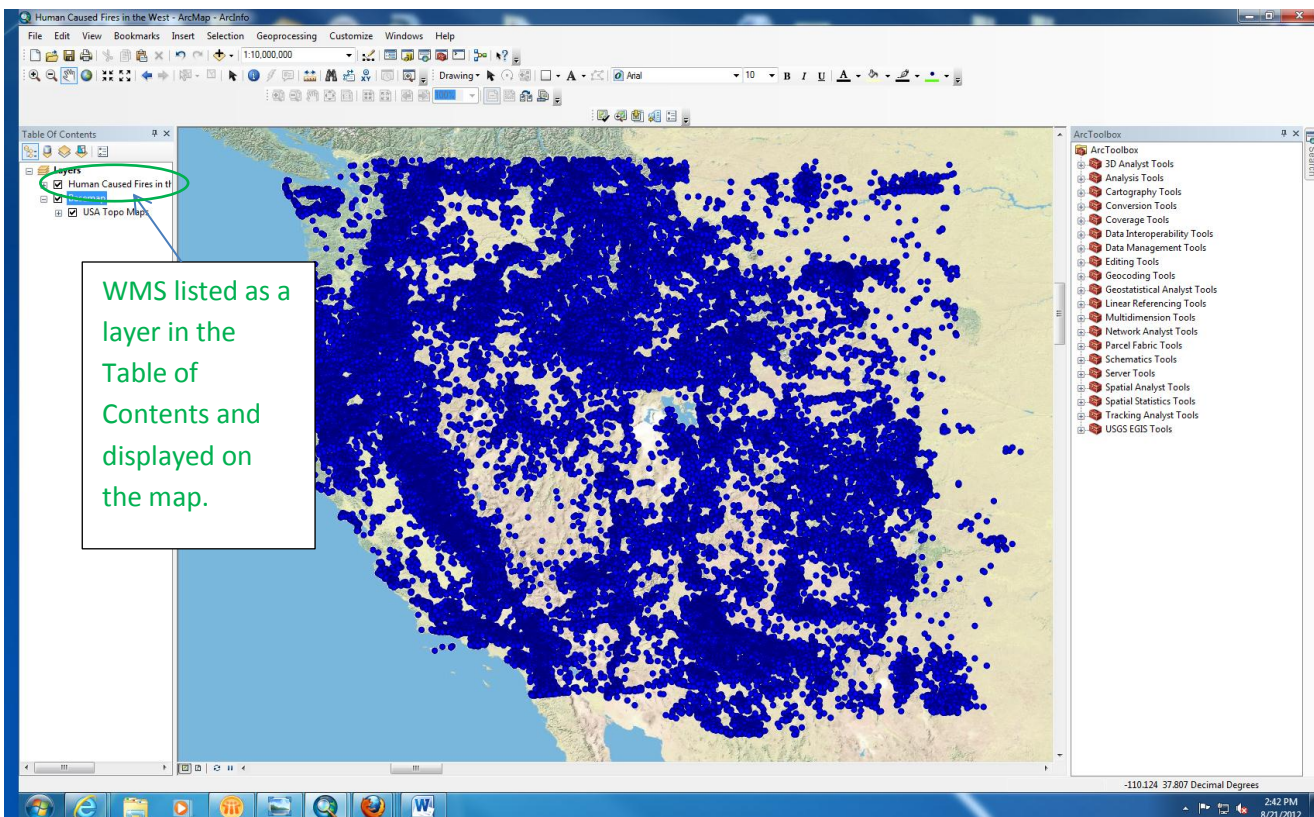 Human Caused Fires in the West - ArcMap - ArcInfo
File Edit View Bookmarks Insert Selection Geoprocessing Customize Windows Help
1:10,000,000
Drawing A Arial 10 B I U A
100%
Table Of Contents
Layers
Human Caused Fires in th
USA Topo Maps
WMS listed as a
layer in the
Table of
Contents and
displayed on
the map.
ArcToolbox
Search
ArcToolbox
3D Analyst Tools
Analysis Tools
Cartography Tools
Conversion Tools
Coverage Tools
Data Interoperability Tools
Data Management Tools
Editing Tools
Geocoding Tools
Geostatistical Analyst Tools
Linear Referencing Tools
Multidimension Tools
Network Analyst Tools
Parcel Fabric Tools
Schematics Tools
Server Tools
Spatial Analyst Tools
Spatial Statistics Tools
Tracking Analyst Tools
USGS EGIS Tools
-110.124 37.807 Decimal Degrees
2:42 PM
8/21/2012